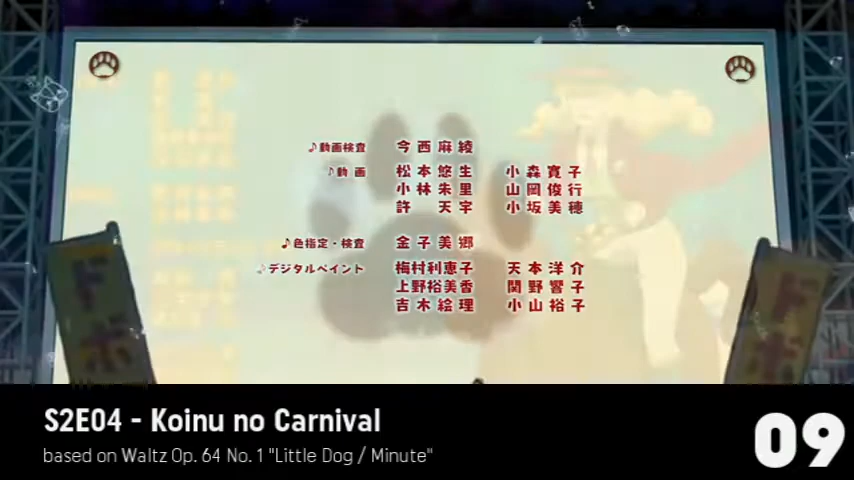 ♪動画検査 今西麻綾
♪動画 松本悠生 小森寛子
小林朱里 山岡俊行
許 天宇 小坂美穂
♪色指定・検査 金子美郷
♪デジタルペイント 梅村利恵子 天本洋介
上野裕美香 関野響子
吉木絵理 小山裕子
ドボ
ドボ
S2E04 - Koinu no Carnival
09
based on Waltz Op. 64 No. 1 "Little Dog / Minute"